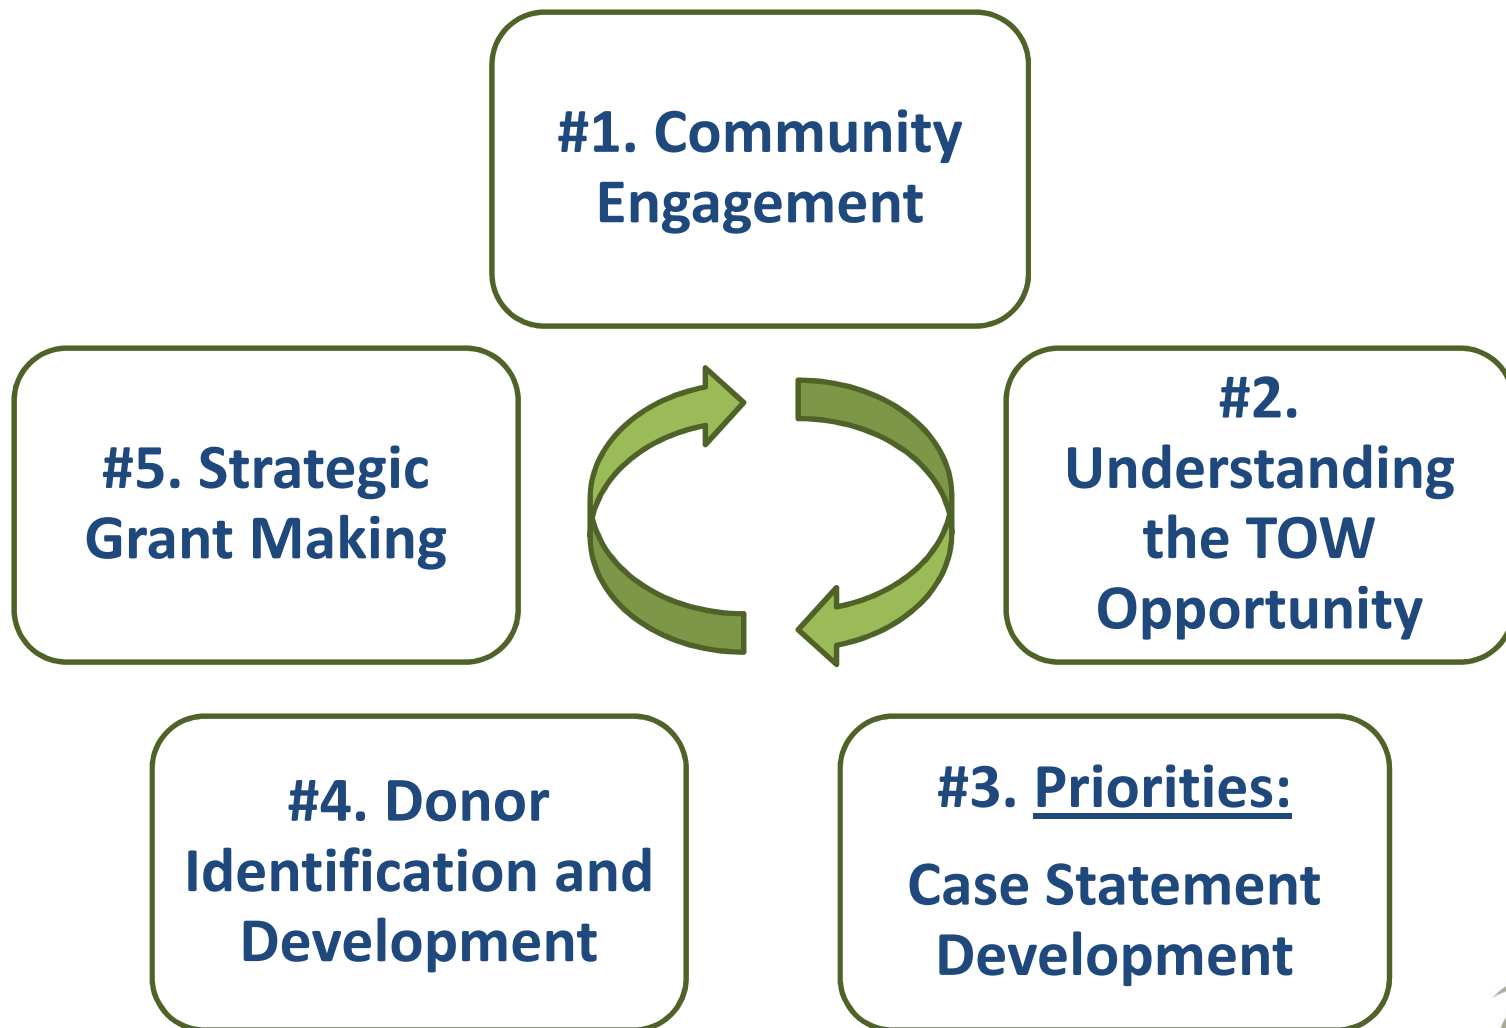 #1. Community
Engagement
#2.
Understanding
the TOW
Opportunity
#3. Priorities:
Case Statement
Development
#4. Donor
Identification and
Development
#5. Strategic
Grant Making